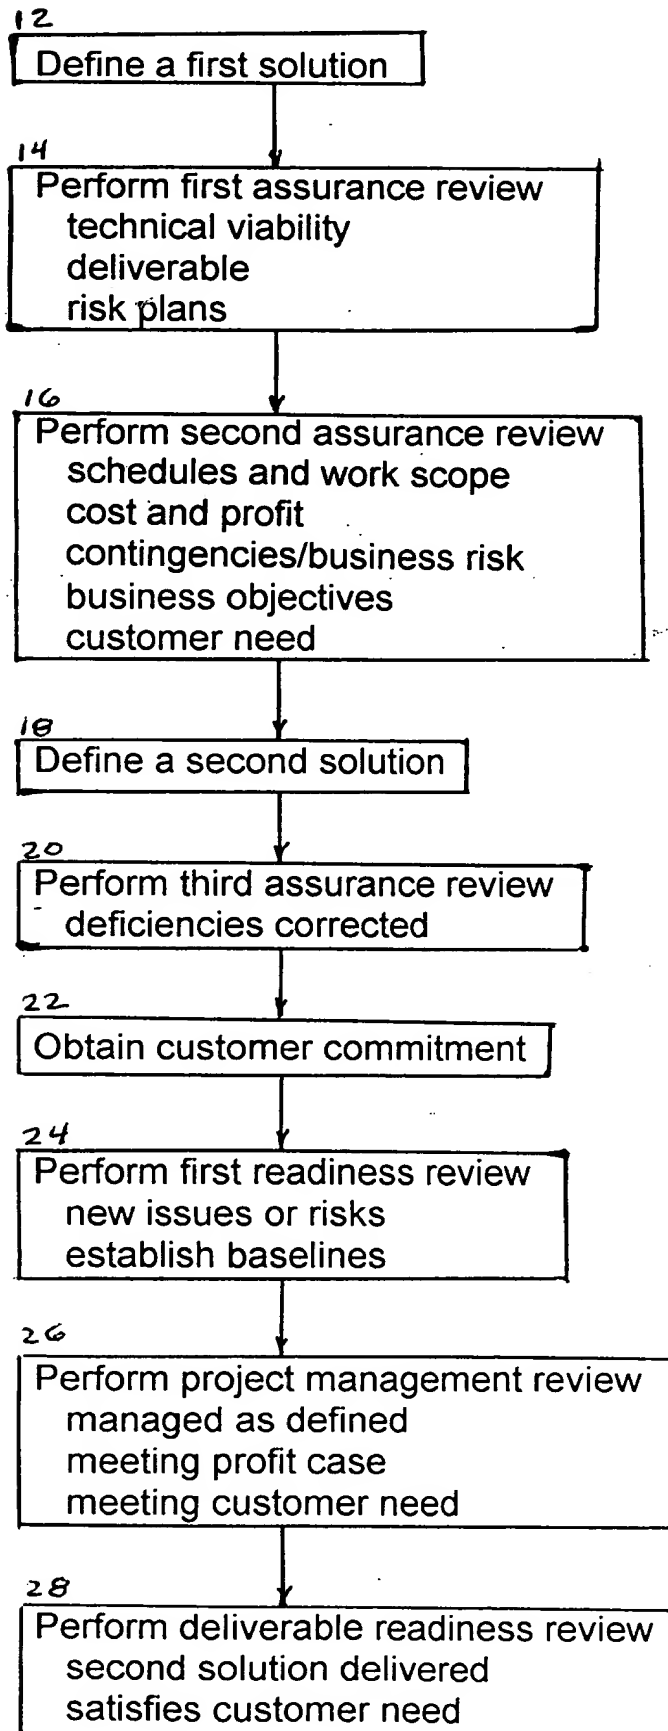 12
Define a first solution
14
Perform first assurance review
technical viability
deliverable
risk plans
16
Perform second assurance review
schedules and work scope
cost and profit
contingencies/business risk
business objectives
customer need
18
Define a second solution
20
Perform third assurance review
deficiencies corrected
22
Obtain customer commitment
24
Perform first readiness review
new issues or risks
establish baselines
26
Perform project management review
managed as defined
meeting profit case
meeting customer need
28
Perform deliverable readiness review
second solution delivered
satisfies customer need